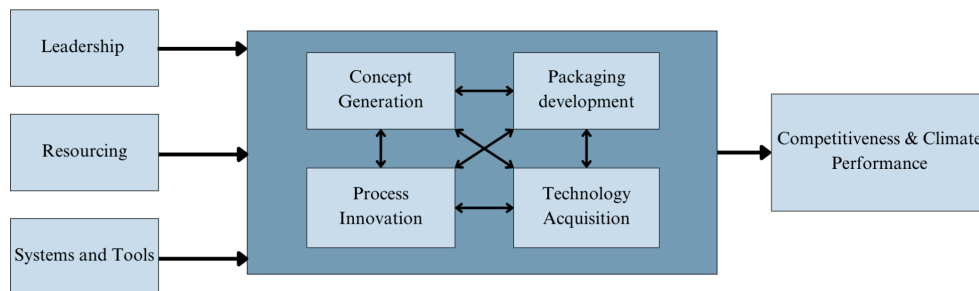 Leadership
Resourcing
Systems and Tools
Concept
Generation
Packaging
development
Process
Innovation
Technology
Acquisition
Competitiveness & Climate
Performance